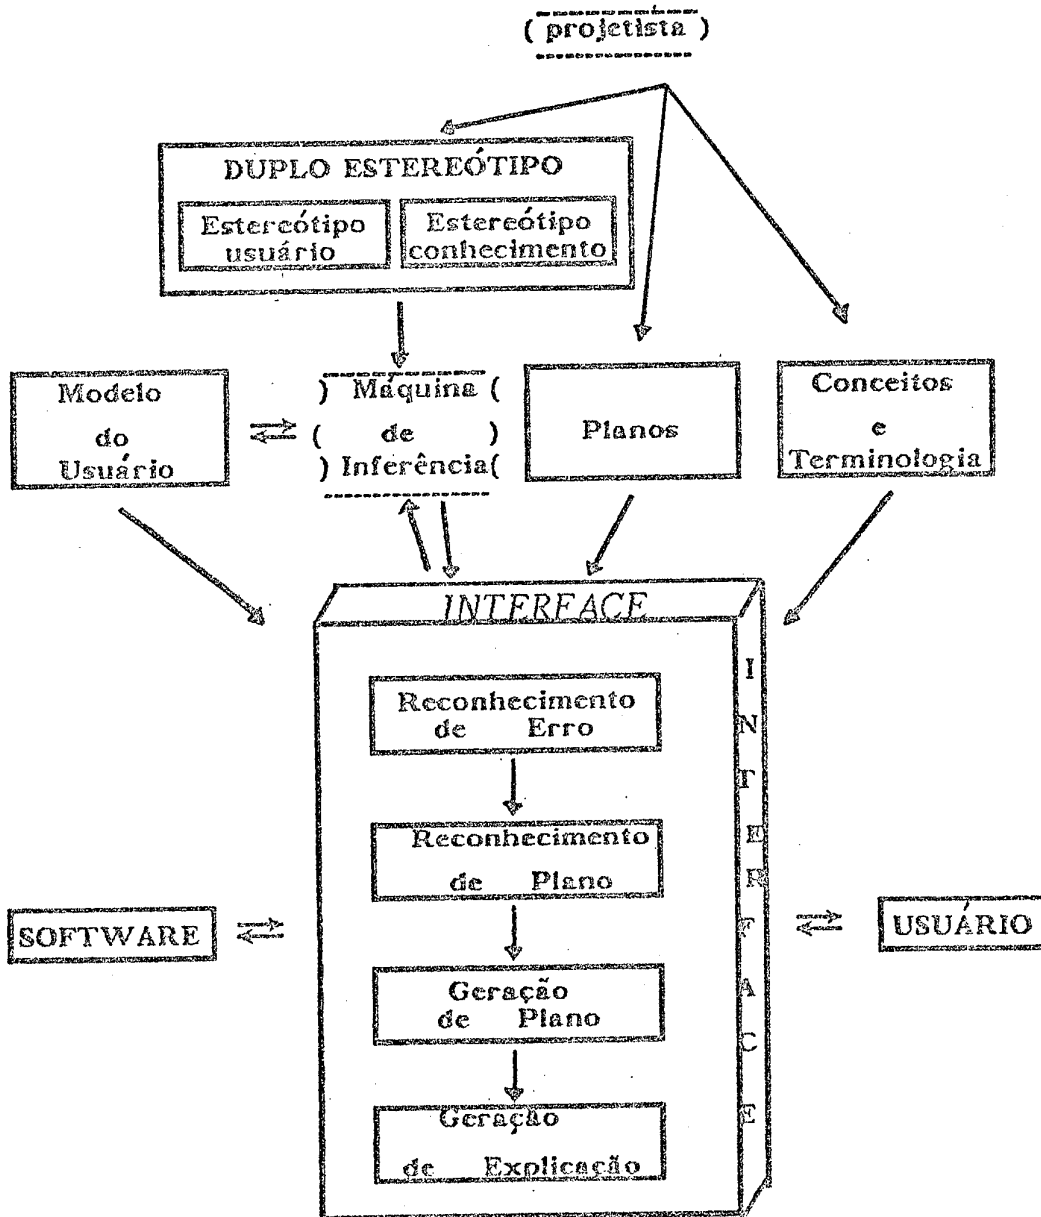 ( projetista )
DUPLO ESTEREÓTIPO
Estereótipo
usuário
Estereótipo
conhecimento
Modelo
do
Usuário
) Máquina (
( de )
) Inferência (
Planos
Conceitos
e
Terminologia
INTERFACE
Reconhecimento
de Erro
Reconhecimento
de Plano
Geração
de Plano
Geração
de Explicação
I
N
T
E
R
F
A
C
E
SOFTWARE
USUÁRIO